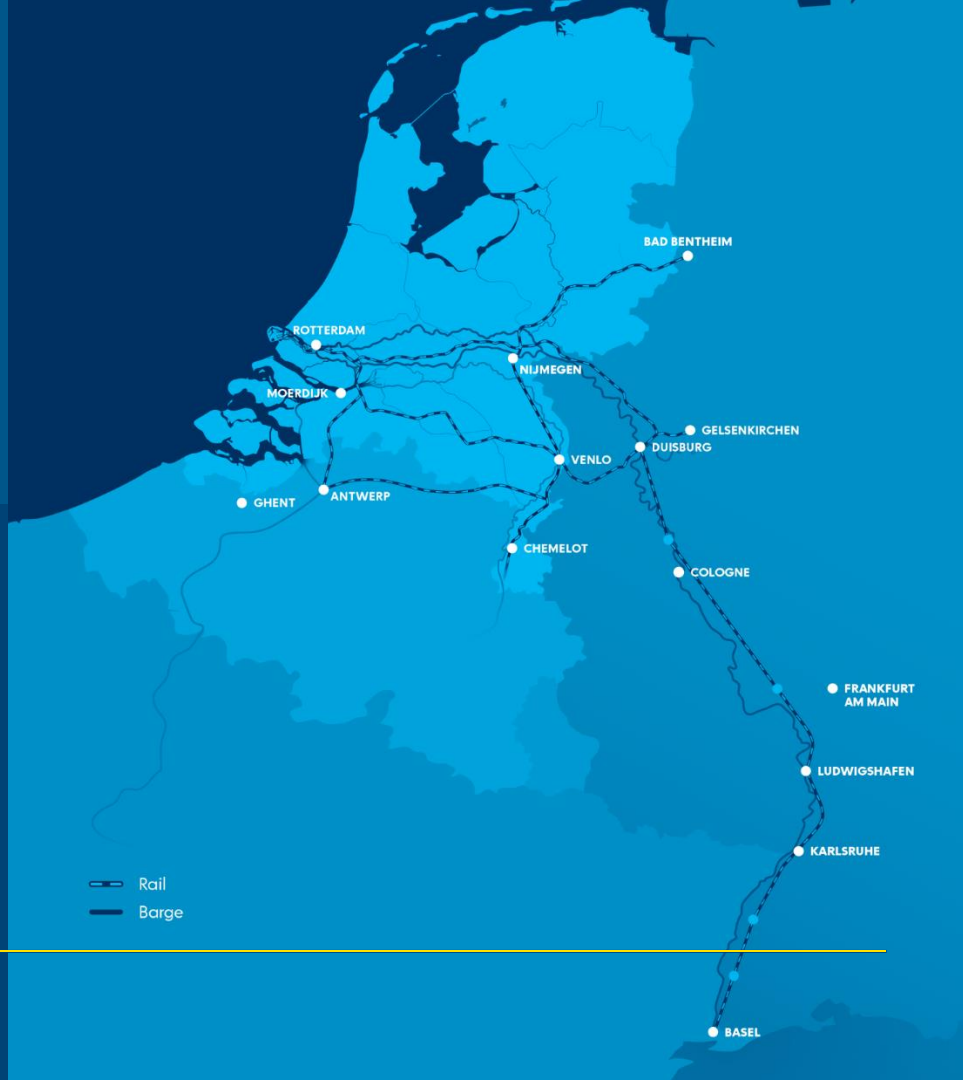 BAD BENTHEIM
ROTTERDAM
NIJMEGEN
MOERDIJK
GELSENKIRCHEN
DUISBURG
VENLO
ANTWERP
GHENT
CHEMELOT
COLOGNE
FRANKFURT
AM MAIN
LUDWIGSHAFEN
KARLSRUHE
Rail
Barge
BASEL